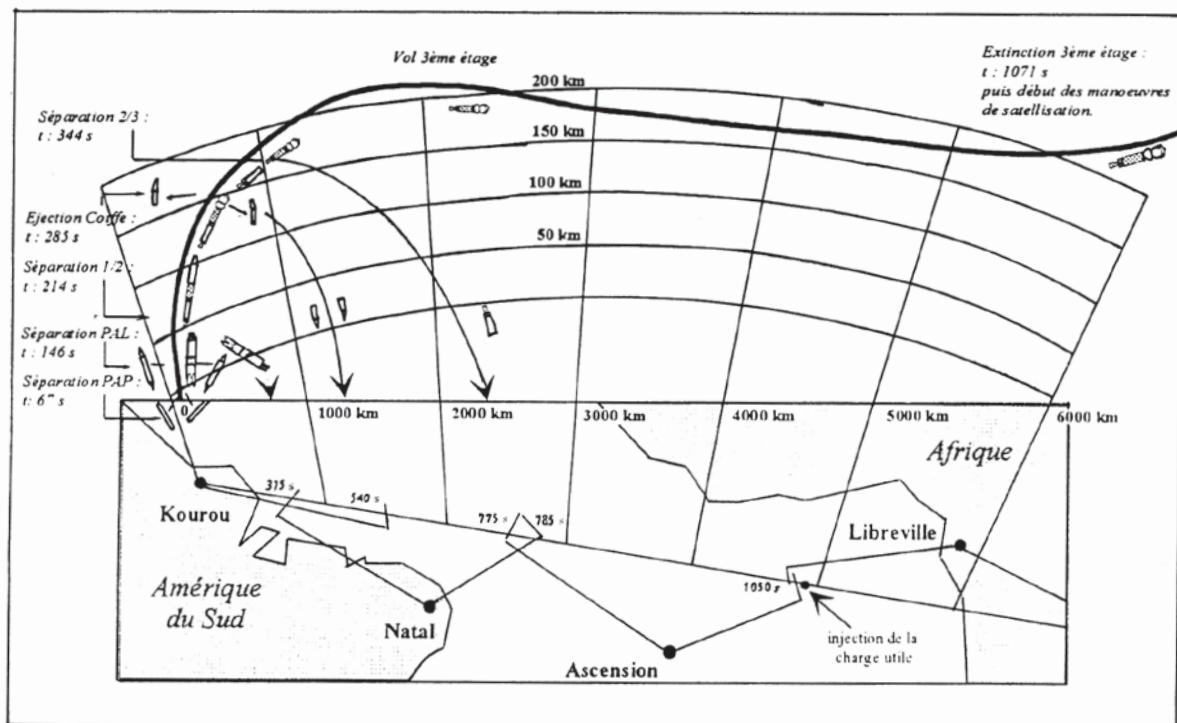 Vol 3ème étage
Extinction 3ème étage :
t : 1071 s
puis début des manoeuvres
de satellisation.
200 km
Séparation 2/3 :
t : 344 s
150 km
100 km
Ejection Coiffe :
t : 285 s
50 km
Séparation 1/2 :
t : 214 s
Séparation PAL :
t : 146 s
Séparation PAP :
0
1000 km
2000 km
3000 km
4000 km
5000 km
6000 km
Afrique
315 s
540 s
Kourou
775 s
785 s
Libreville
Amérique
du Sud
1050 s
Natal
injection de la
charge utile
Ascension